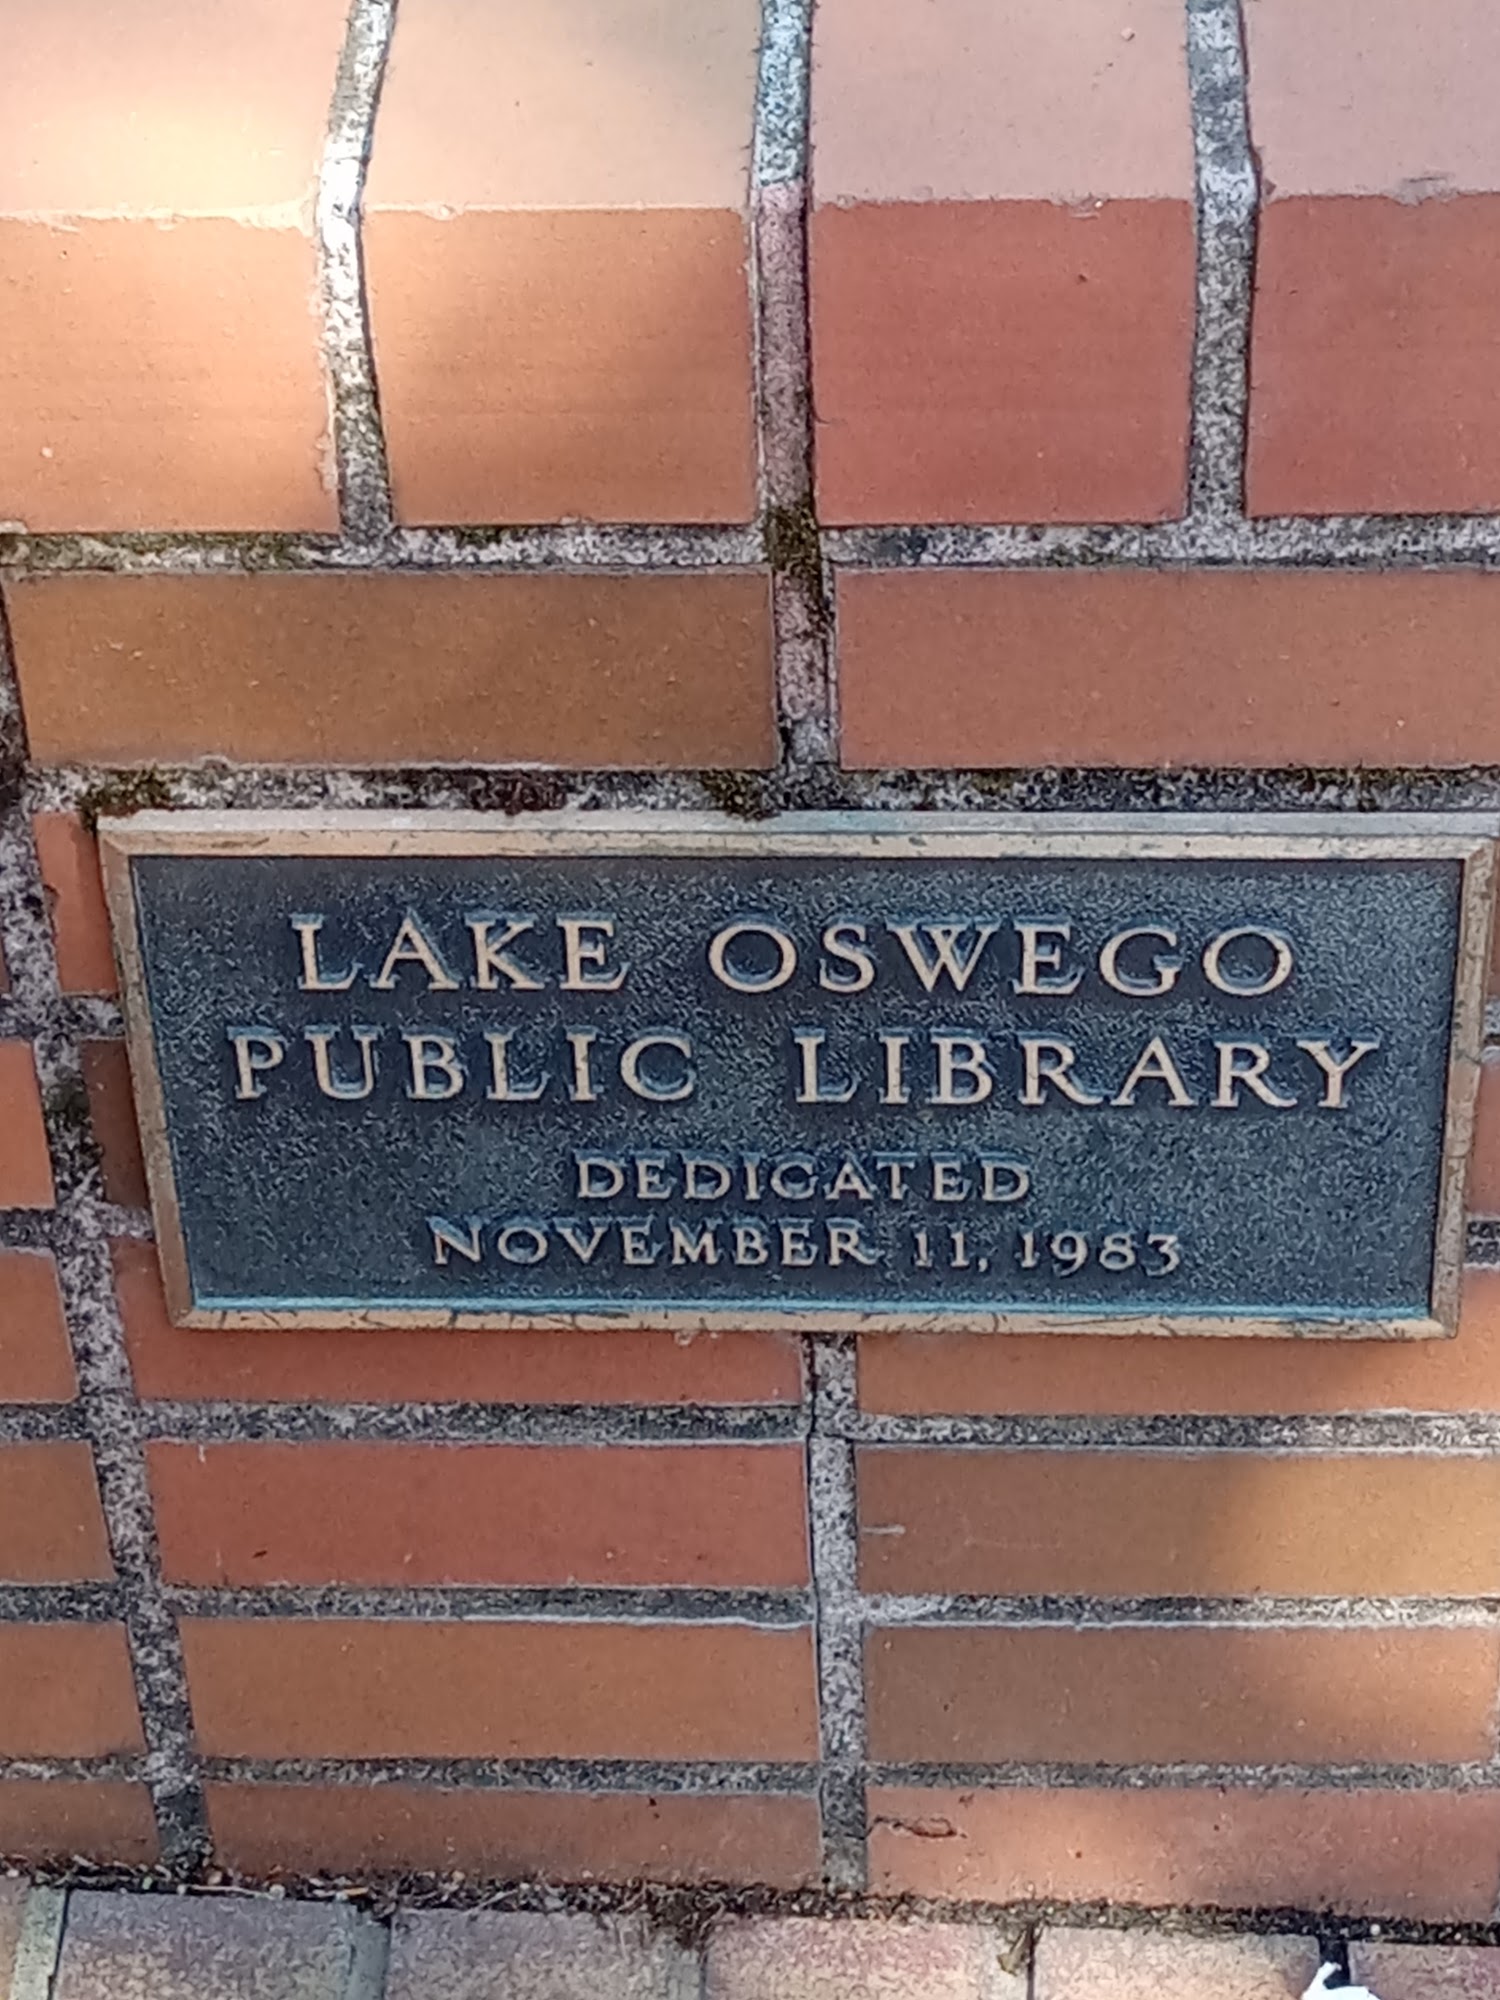 LAKE OSWEGO
PUBLIC LIBRARY
DEDICATED
NOVEMBER 11, 1983